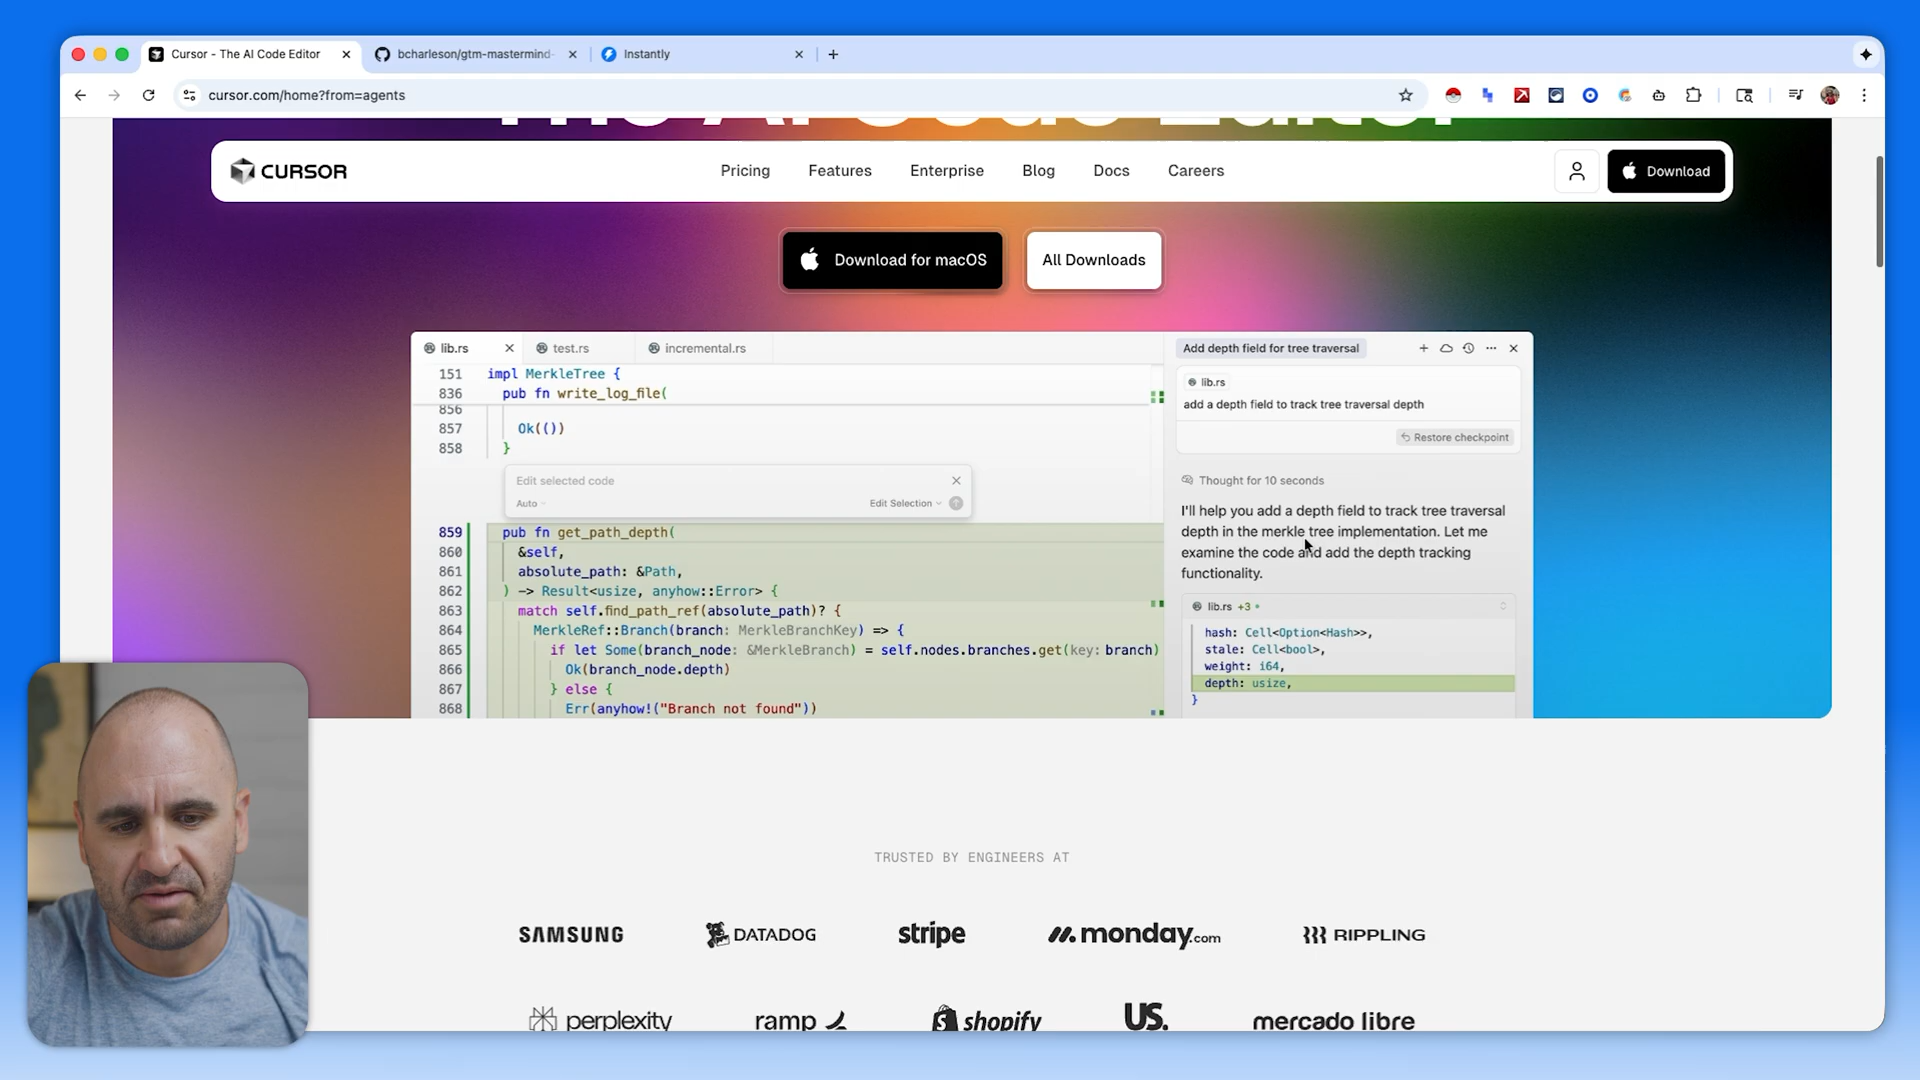 Cursor - The AI Code Editor
bcharleson/gtm-mastermind-
Instantly
cursor.com/home?from=agents
The AI Code Editor
CURSOR
Pricing
Features
Enterprise
Blog
Docs
Careers
Download
Download for macOS
All Downloads
lib.rs
test.rs
incremental.rs
151 impl MerkleTree {
836 pub fn write_log_file(
856
857 Ok(())
858 }
Edit selected code
Auto
Edit Selection
859 pub fn get_path_depth(
860 &self,
861 absolute_path: &Path,
862 ) -> Result<usize, anyhow::Error> {
863 match self.find_path_ref(absolute_path)? {
864 MerkleRef::Branch(branch: MerkleBranchKey) => {
865 if let Some(branch_node: &MerkleBranch) = self.nodes.branches.get(key: branch)
866 Ok(branch_node.depth)
867 } else {
868 Err(anyhow!("Branch not found"))
Add depth field for tree traversal
lib.rs
add a depth field to track tree traversal depth
Restore checkpoint
Thought for 10 seconds
I'll help you add a depth field to track tree traversal
depth in the merkle tree implementation. Let me
examine the code and add the depth tracking
functionality.
lib.rs +3
hash: Cell<Option<Hash>>,
stale: Cell<bool>,
weight: i64,
depth: usize,
}
TRUSTED BY ENGINEERS AT
SAMSUNG
DATADOG
stripe
monday.com
RIPPLING
perplexity
ramp
shopify
US.
mercado libre